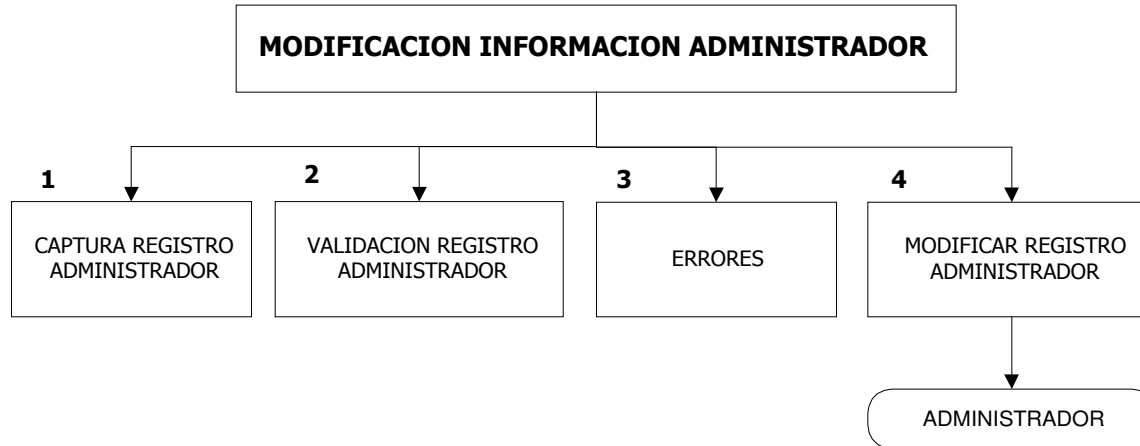 MODIFICACION INFORMACION ADMINISTRADOR
1
2
3
4
CAPTURA REGISTRO
ADMINISTRADOR
VALIDACION REGISTRO
ADMINISTRADOR
ERRORES
MODIFICAR REGISTRO
ADMINISTRADOR
ADMINISTRADOR